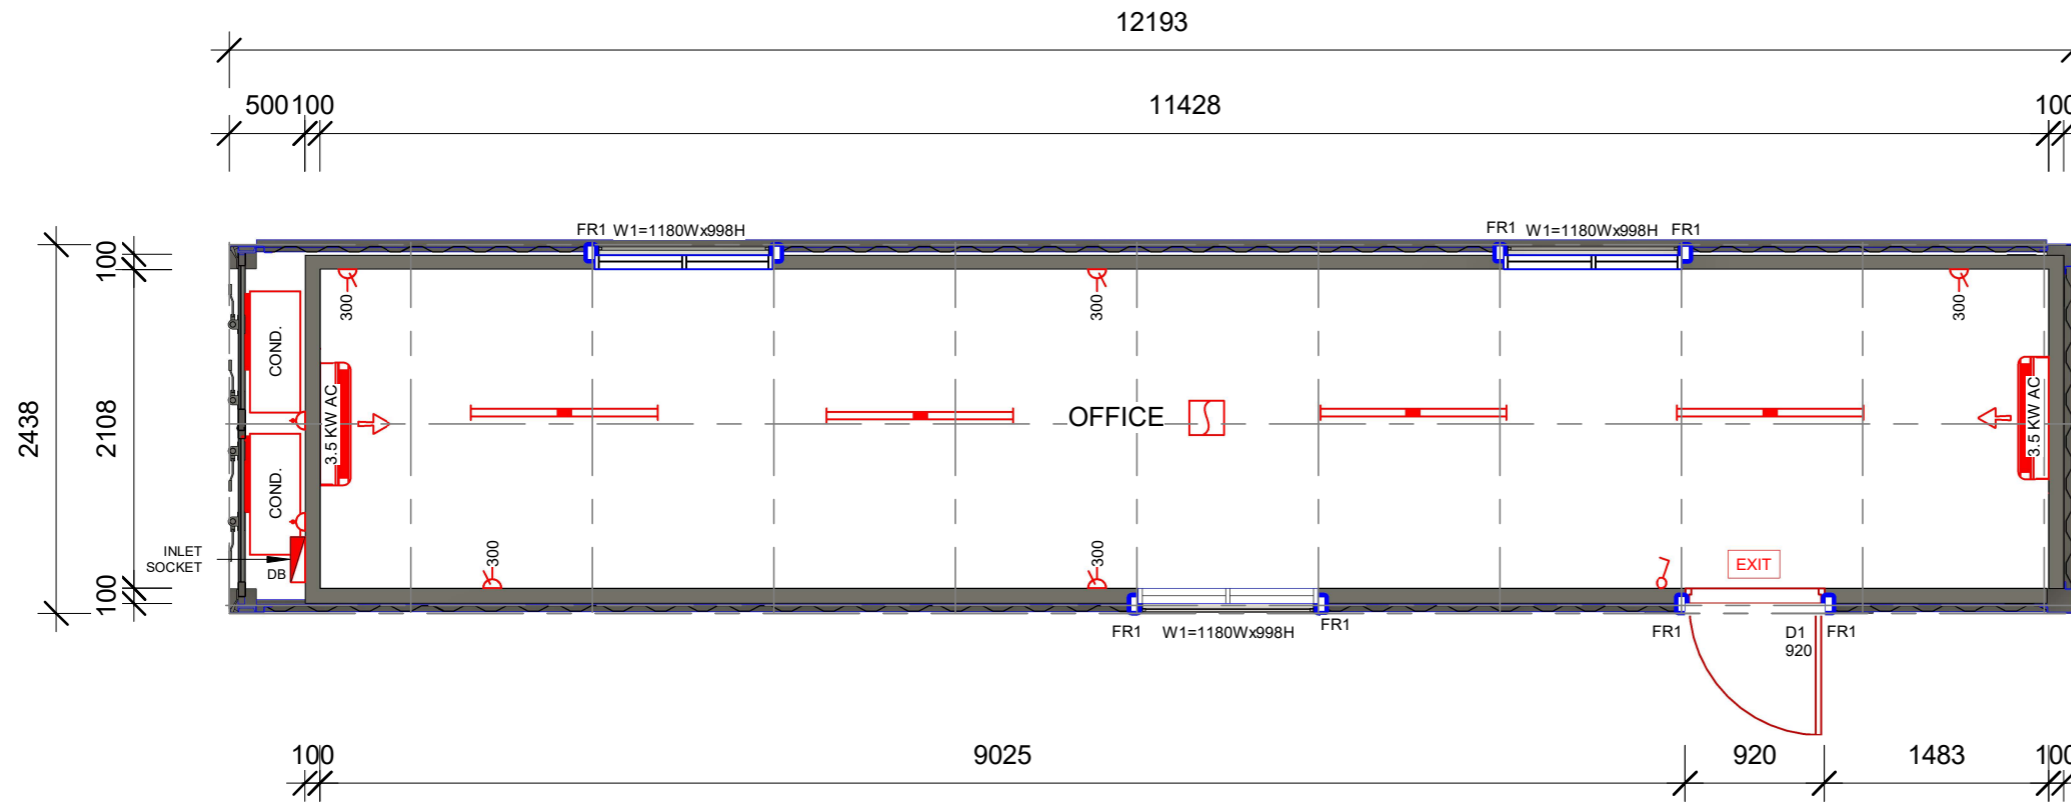 12193
500 100 11428 100
FR1 W1=1180Wx998H FR1 W1=1180Wx998H FR1
100
2438
2108
100
300 300 300
COND.
COND.
3.5 KW AC
OFFICE
3.5 KW AC
INLET
SOCKET
DB
300 300
EXIT
FR1 W1=1180Wx998H FR1 FR1 D1 FR1
920
100 9025 920 1483 100